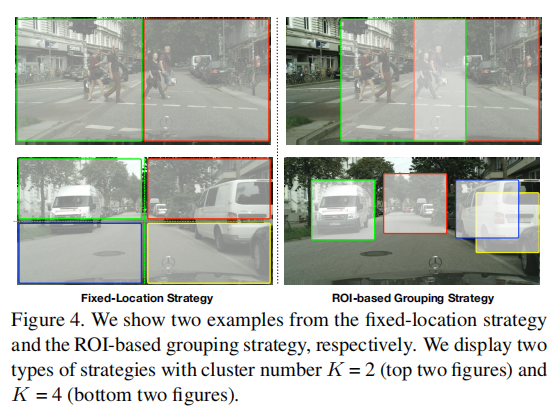 Fixed-Location Strategy
ROI-based Grouping Strategy
Figure 4. We show two examples from the fixed-location strategy
and the ROI-based grouping strategy, respectively. We display two
types of strategies with cluster number K = 2 (top two figures) and
K = 4 (bottom two figures).